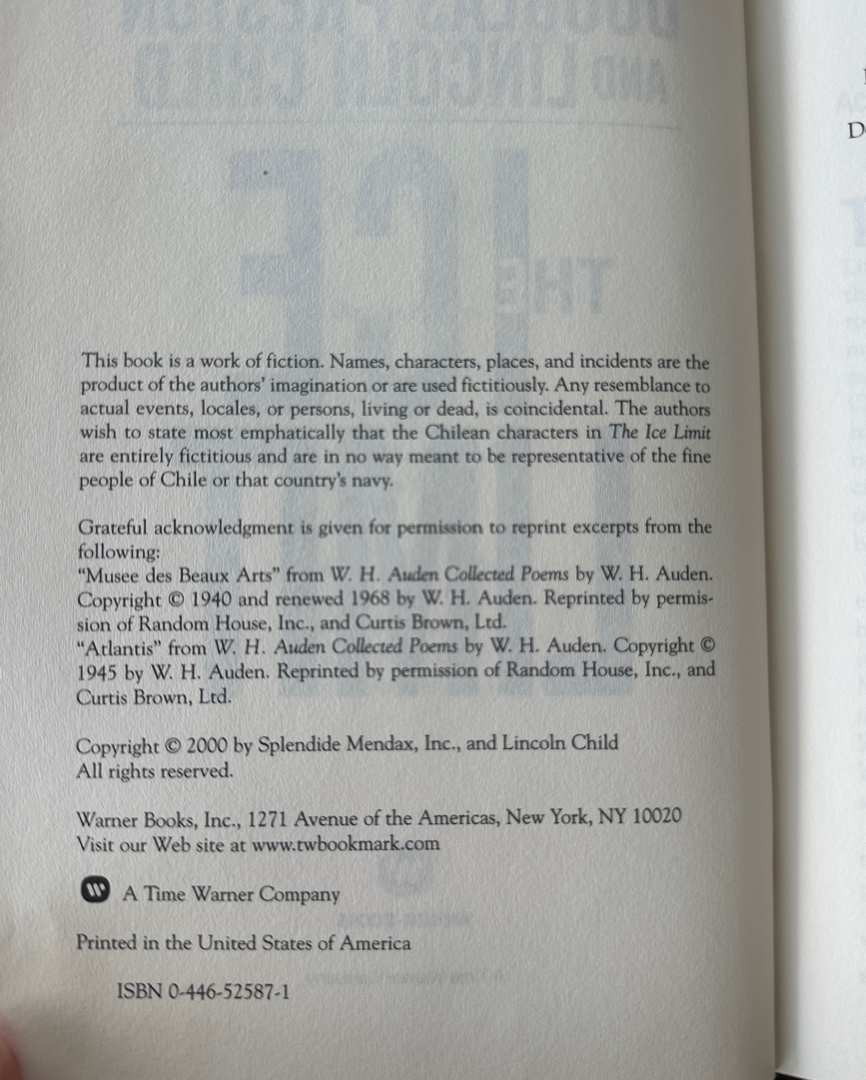 DOUGLAS PRESTON
AND LINCOLN CHILD
THE
ICE
This book is a work of fiction. Names, characters, places, and incidents are the
product of the authors' imagination or are used fictitiously. Any resemblance to
actual events, locales, or persons, living or dead, is coincidental. The authors
wish to state most emphatically that the Chilean characters in The Ice Limit
are entirely fictitious and are in no way meant to be representative of the fine
people of Chile or that country's navy.
Grateful acknowledgment is given for permission to reprint excerpts from the
following:
“Musee des Beaux Arts” from W. H. Auden Collected Poems by W. H. Auden.
Copyright © 1940 and renewed 1968 by W. H. Auden. Reprinted by permis-
sion of Random House, Inc., and Curtis Brown, Ltd.
“Atlantis” from W. H. Auden Collected Poems by W. H. Auden. Copyright ©
1945 by W. H. Auden. Reprinted by permission of Random House, Inc., and
Curtis Brown, Ltd.
Copyright © 2000 by Splendide Mendax, Inc., and Lincoln Child
All rights reserved.
Warner Books, Inc., 1271 Avenue of the Americas, New York, NY 10020
Visit our Web site at www.twbookmark.com
A Time Warner Company
Printed in the United States of America
ISBN 0-446-52587-1